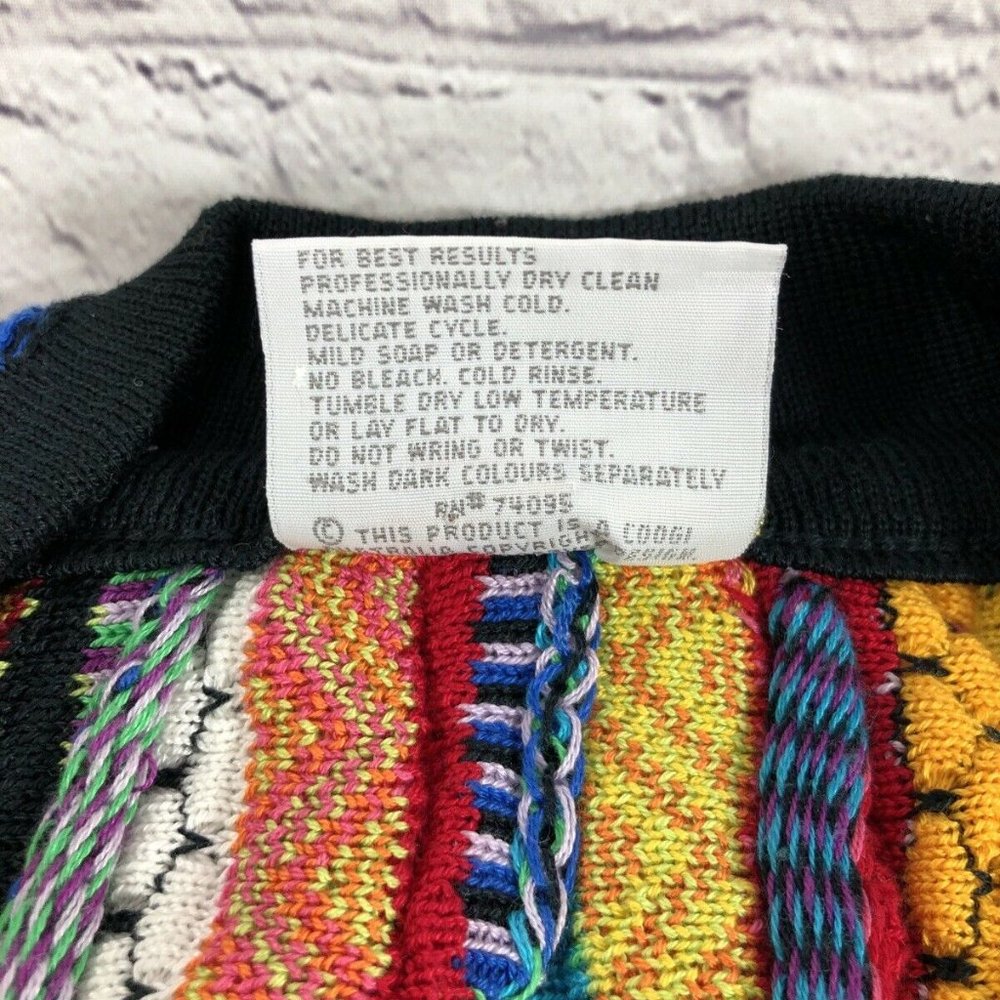 FOR BEST RESULTS
PROFESSIONALLY DRY CLEAN
MACHINE WASH COLD.
DELICATE CYCLE.
MILD SOAP OR DETERGENT.
NO BLEACH. COLD RINSE.
TUMBLE DRY LOW TEMPERATURE
OR LAY FLAT TO DRY.
DO NOT WRING OR TWIST.
WASH DARK COLOURS SEPARATELY
RN# 74095
© THIS PRODUCT IS A COOGI